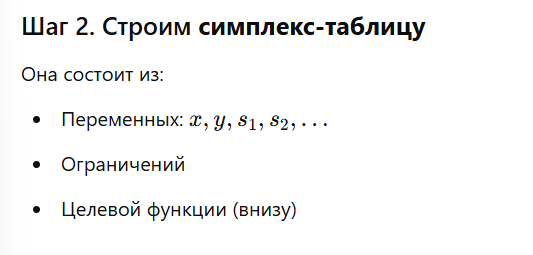 Шаг 2. Строим симплекс-таблицу
Она состоит из:
• Переменных: x, y, s₁, s₂, …
• Ограничений
• Целевой функции (внизу)